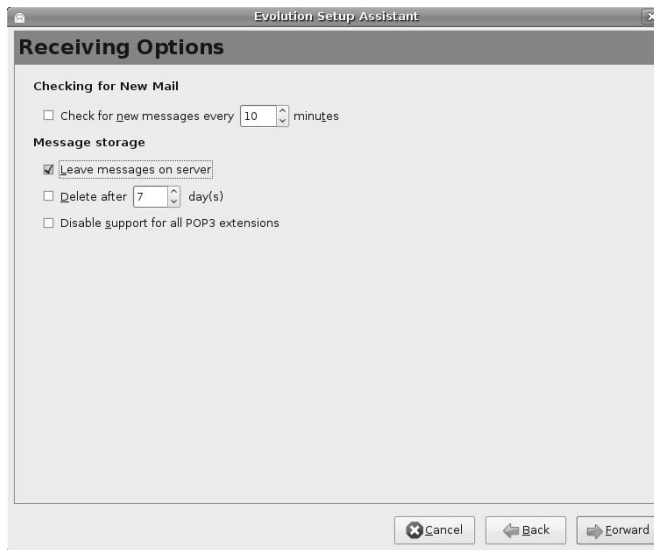 Evolution Setup Assistant
Receiving Options
Checking for New Mail
Check for new messages every 10 minutes
Message storage
Leave messages on server
Delete after 7 day(s)
Disable support for all POP3 extensions
Cancel Back Forward